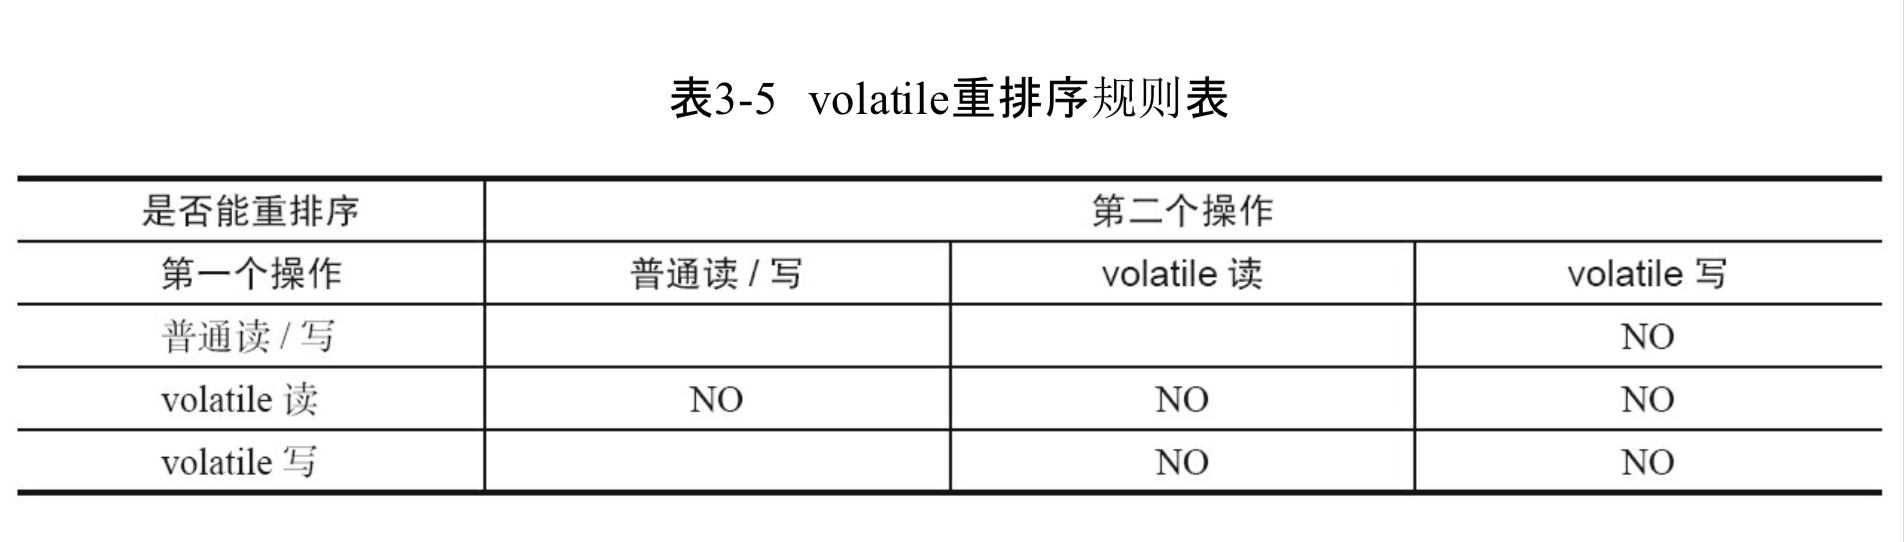 表3-5 volatile重排序规则表
是否能重排序 第二个操作
第一个操作 普通读 / 写 volatile 读 volatile 写
普通读 / 写 NO
volatile 读 NO NO NO
volatile 写 NO NO